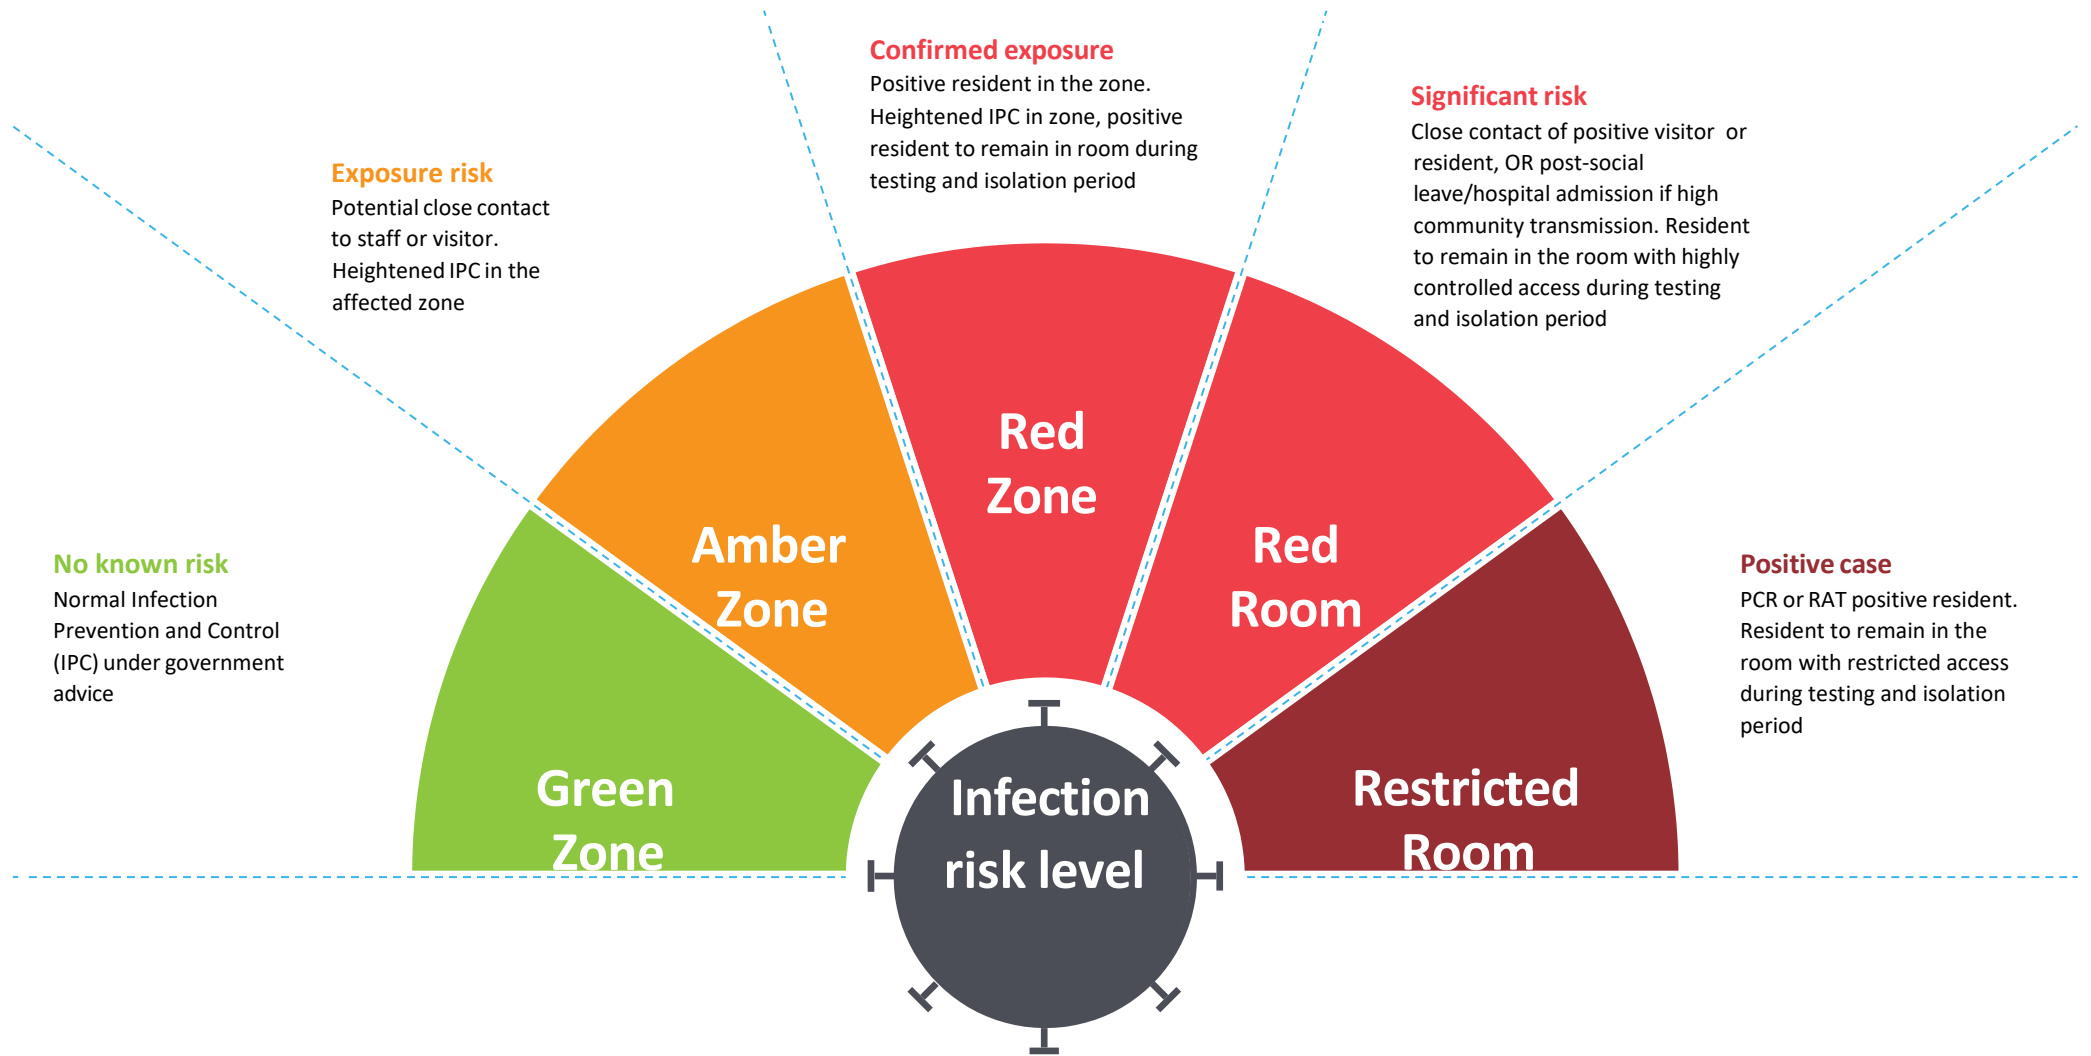 Confirmed exposure
Positive resident in the zone.
Heightened IPC in zone, positive
resident to remain in room during
testing and isolation period
Significant risk
Close contact of positive visitor or
resident, OR post-social
leave/hospital admission if high
community transmission. Resident
to remain in the room with highly
controlled access during testing
and isolation period
Exposure risk
Potential close contact
to staff or visitor.
Heightened IPC in the
affected zone
No known risk
Normal Infection
Prevention and Control
(IPC) under government
advice
Positive case
PCR or RAT positive resident.
Resident to remain in the
room with restricted access
during testing and isolation
period
Green
Zone
Amber
Zone
Red
Zone
Red
Room
Restricted
Room
Infection
risk level